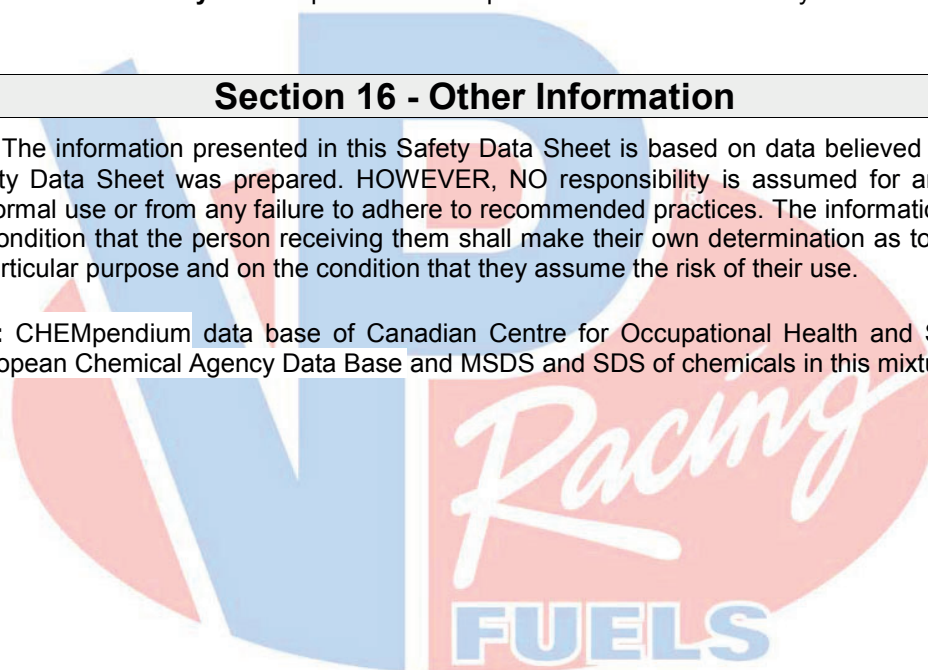 Section 16 - Other Information
The information presented in this Safety Data Sheet is based on data believed
ty Data Sheet was prepared. HOWEVER, NO responsibility is assumed for
ormal use or from any failure to adhere to recommended practices. The informatio
ondition that the person receiving them shall make their own determination as to
rticular purpose and on the condition that they assume the risk of their use.
: CHEMpendium data base of Canadian Centre for Occupational Health and S
opean Chemical Agency Data Base and MSDS and SDS of chemicals in this mixtu
VP
Racing
FUELS